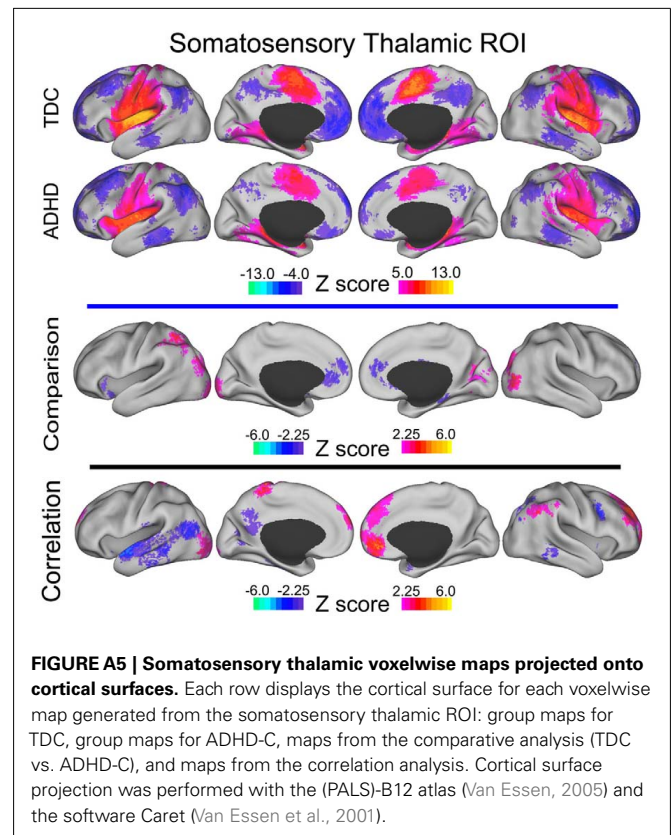 Somatosensory Thalamic ROI
TDC
ADHD
-13.0 -4.0 Z score 5.0 13.0
Comparison
-6.0 -2.25 Z score 2.25 6.0
Correlation
-6.0 -2.25 Z score 2.25 6.0
FIGURE A5 | Somatosensory thalamic voxelwise maps projected onto
cortical surfaces. Each row displays the cortical surface for each voxelwise
map generated from the somatosensory thalamic ROI: group maps for
TDC, group maps for ADHD-C, maps from the comparative analysis (TDC
vs. ADHD-C), and maps from the correlation analysis. Cortical surface
projection was performed with the (PALS)-B12 atlas (Van Essen, 2005) and
the software Caret (Van Essen et al., 2001).